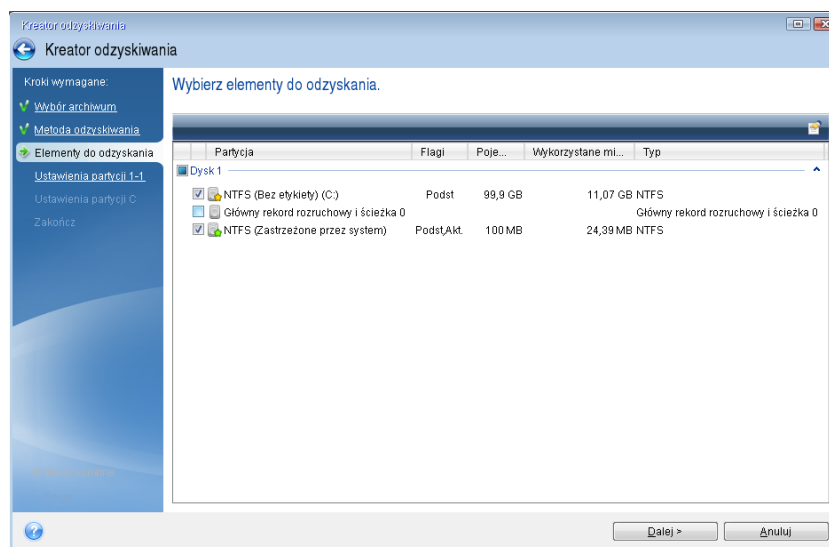 Kreator odzyskiwania
Kreator odzyskiwania
Kroki wymagane:
Wybór archiwum
Metoda odzyskiwania
Elementy do odzyskania
Ustawienia partycji 1-1
Ustawienia partycji C
Zakończ
Wybierz elementy do odzyskania.
Partycja Flagi Poje... Wykorzystane mi... Typ
Dysk 1
NTFS (Bez etykiety) (C:) Podst 99,9 GB 11,07 GB NTFS
Główny rekord rozruchowy i ścieżka 0 Główny rekord rozruchowy i ścieżka 0
NTFS (Zastrzeżone przez system) Podst,Akt. 100 MB 24,39 MB NTFS
Dalej > Anuluj